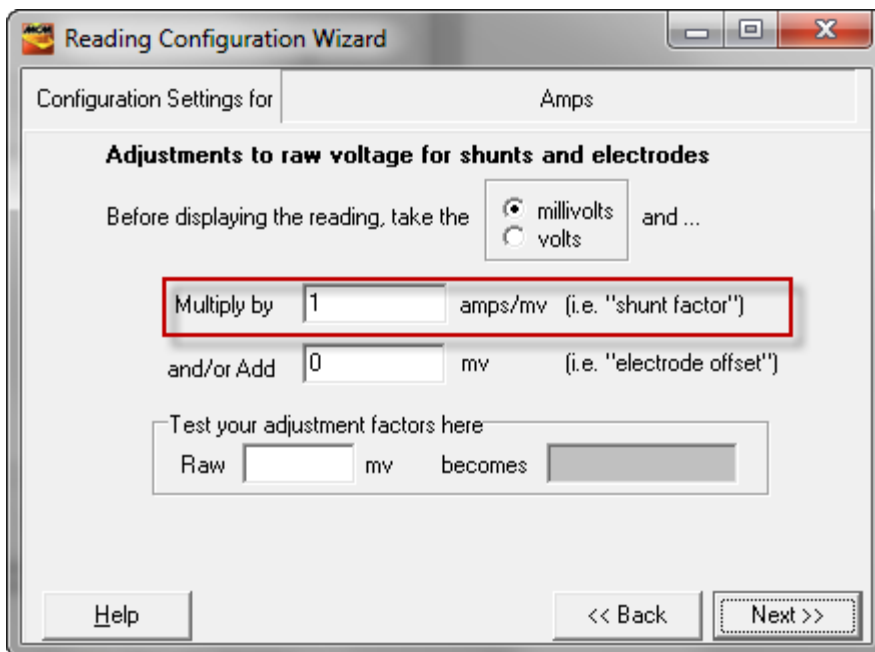 MCM
Reading Configuration Wizard
Configuration Settings for Amps
Adjustments to raw voltage for shunts and electrodes
Before displaying the reading, take the millivolts and ...
volts
Multiply by 1 amps/mv (i.e. "shunt factor")
and/or Add 0 mv (i.e. "electrode offset")
Test your adjustment factors here
Raw mv becomes
Help << Back Next >>